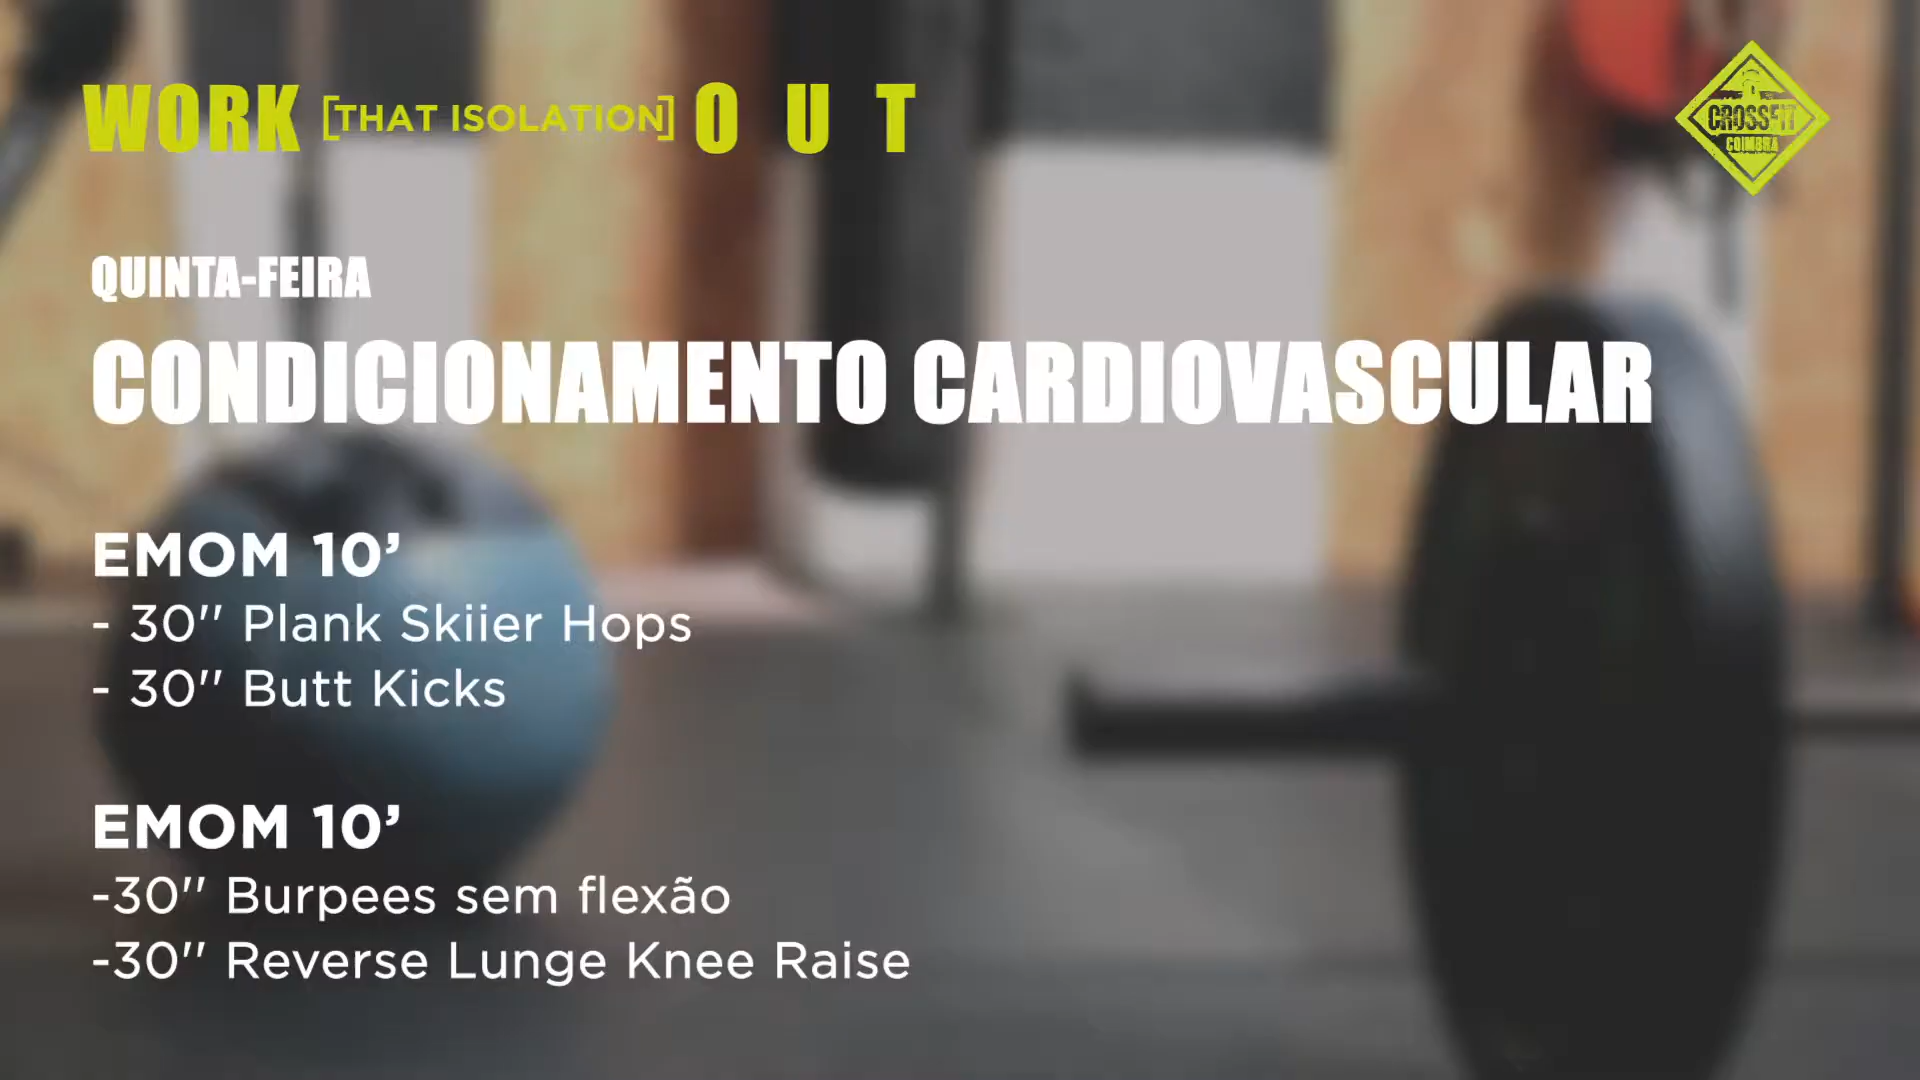 WORK [THAT ISOLATION] OUT
CROSSFIT
COIMBRA
QUINTA-FEIRA
CONDICIONAMENTO CARDIOVASCULAR
EMOM 10’
- 30'' Plank Skiier Hops
- 30'' Butt Kicks
EMOM 10’
-30'' Burpees sem flexão
-30'' Reverse Lunge Knee Raise